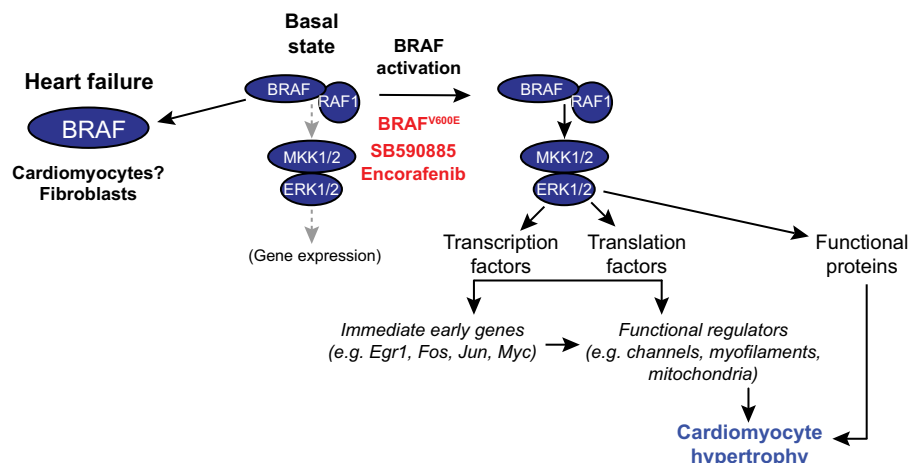 Basal
state
BRAF
activation
Heart failure
BRAF
Cardiomyocytes?
Fibroblasts
BRAF
RAF1
MKK1/2
ERK1/2
(Gene expression)
BRAFV600E
SB590885
Encorafenib
BRAF
RAF1
MKK1/2
ERK1/2
Transcription
factors
Translation
factors
Functional
proteins
Immediate early genes
(e.g. Egr1, Fos, Jun, Myc)
Functional regulators
(e.g. channels, myofilaments,
mitochondria)
Cardiomyocyte
hypertrophy